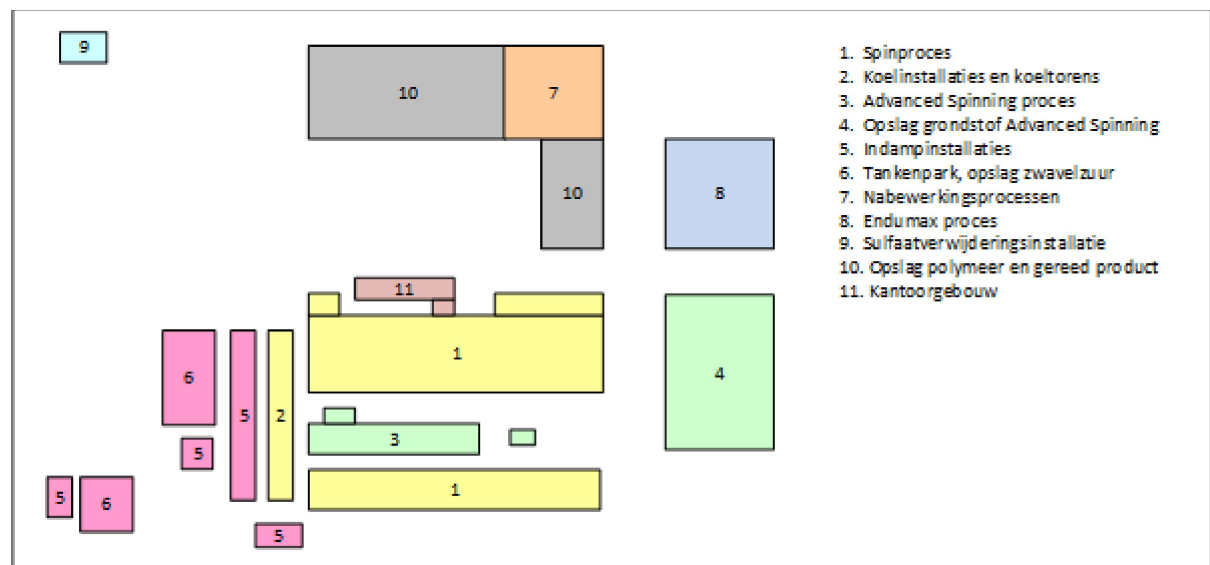 9
10
7
10
8
11
1
4
6
5
2
3
5
1
5
6
5
1. Spinproces
2. Koelinstallaties en koeltorens
3. Advanced Spinning proces
4. Opslag grondstof Advanced Spinning
5. Indampinstallaties
6. Tankenpark, opslag zwavelzuur
7. Nabewerkingsprocessen
8. Endumax proces
9. Sulfaatverwijderingsinstallatie
10. Opslag polymeer en gereed product
11. Kantoorgebouw